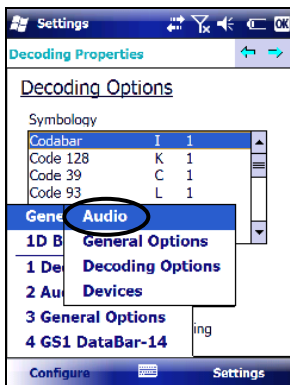 Settings OK
Decoding Properties
Decoding Options
Symbology
Codabar I 1
Code 128 K 1
Code 39 C 1
Code 93 L 1
Gene Audio
1D B General Options
1 Dec Decoding Options
2 Au Devices
3 General Options
ing
4 GS1 DataBar-14
Configure Settings